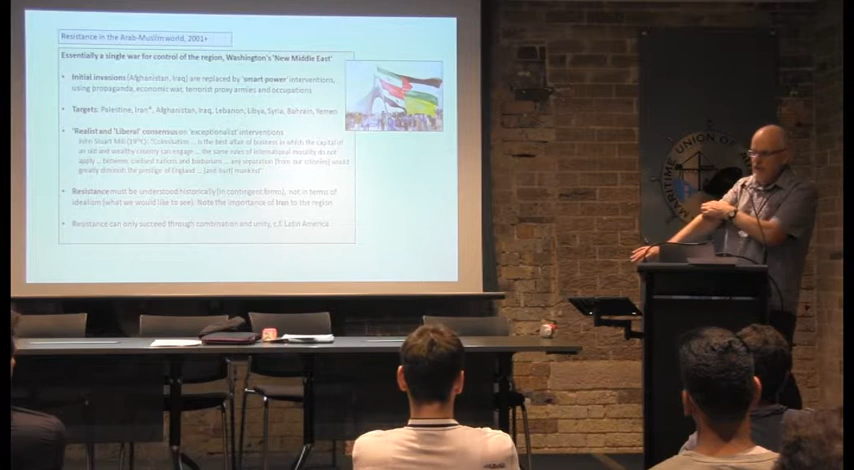 Resistance in the Arab-Muslim world, 2001+
Essentially a single war for control of the region, Washington's 'New Middle East'
• Initial invasions (Afghanistan, Iraq) are replaced by 'smart power' interventions,
using propaganda, economic war, terrorist proxy armies and occupations
• Targets: Palestine, Iran*, Afghanistan, Iraq, Lebanon, Libya, Syria, Bahrain, Yemen
• 'Realist and 'Liberal' consensus on 'exceptionalist' interventions
John Stuart Mill (19thC): 'Colonisation ... is the best affair of business in which the capital of
an old and wealthy country can engage ... the same rules of international morality do not
apply ... between civilised nations and barbarians ... any separation [from our colonies] would
greatly diminish the prestige of England ... [and hurt] mankind'
• Resistance must be understood historically (in contingent forms), not in terms of
idealism (what we would like to see). Note the importance of Iran to the region
• Resistance can only succeed through combination and unity, c.f. Latin America
MARITIME UNION OF